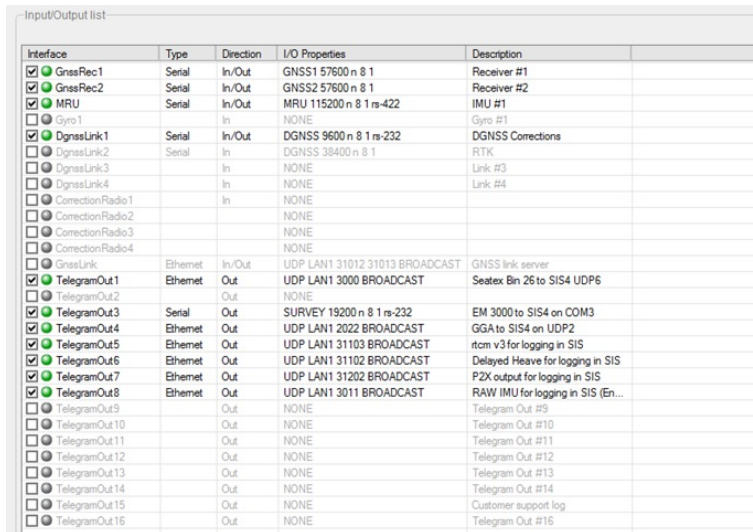 Input/Output list
Interface Type Direction I/O Properties Description
GnssRec1 Serial In/Out GNSS1 57600 n 8 1 Receiver #1
GnssRec2 Serial In/Out GNSS2 57600 n 8 1 Receiver #2
MRU Serial In/Out MRU 115200 n 8 1 rs-422 IMU #1
Gyro1 In NONE Gyro #1
DgnssLink1 Serial In/Out DGNSS 9600 n 8 1 rs-232 DGNSS Corrections
DgnssLink2 Serial In DGNSS 38400 n 8 1 RTK
DgnssLink3 In NONE Link #3
DgnssLink4 In NONE Link #4
CorrectionRadio1 In NONE
CorrectionRadio2 NONE
CorrectionRadio3 NONE
CorrectionRadio4 NONE
GnssLink Ethernet In/Out UDP LAN1 31012 31013 BROADCAST GNSS link server
TelegramOut1 Ethernet Out UDP LAN1 3000 BROADCAST Seatex Bin 26 to SIS4 UDP6
TelegramOut2 Out NONE
TelegramOut3 Serial Out SURVEY 19200 n 8 1 rs-232 EM 3000 to SIS4 on COM3
TelegramOut4 Ethernet Out UDP LAN1 2022 BROADCAST GGA to SIS4 on UDP2
TelegramOut5 Ethernet Out UDP LAN1 31103 BROADCAST rtcm v3 for logging in SIS
TelegramOut6 Ethernet Out UDP LAN1 31102 BROADCAST Delayed Heave for logging in SIS
TelegramOut7 Ethernet Out UDP LAN1 31202 BROADCAST P2X output for logging in SIS
TelegramOut8 Ethernet Out UDP LAN1 3011 BROADCAST RAW IMU for logging in SIS (En...
TelegramOut9 Out NONE Telegram Out #9
TelegramOut10 Out NONE Telegram Out #10
TelegramOut11 Out NONE Telegram Out #11
TelegramOut12 Out NONE Telegram Out #12
TelegramOut13 Out NONE Telegram Out #13
TelegramOut14 Out NONE Telegram Out #14
TelegramOut15 Out NONE Customer support log
TelegramOut16 Out NONE Telegram Out #16